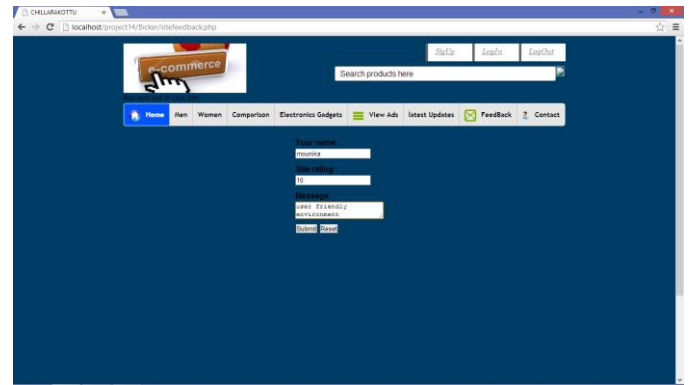 CHILLARAKOTTU
localhost/project14/Bicker/sitefeedback.php
e-commerce
SigUp LogIn LogOut
Search products here
Home Men Women Comparison Electronics Gadgets View Ads latest Updates FeedBack Contact
Your name :
mounika
Site rating :
10
Message
user friendly
environment
Submit Reset